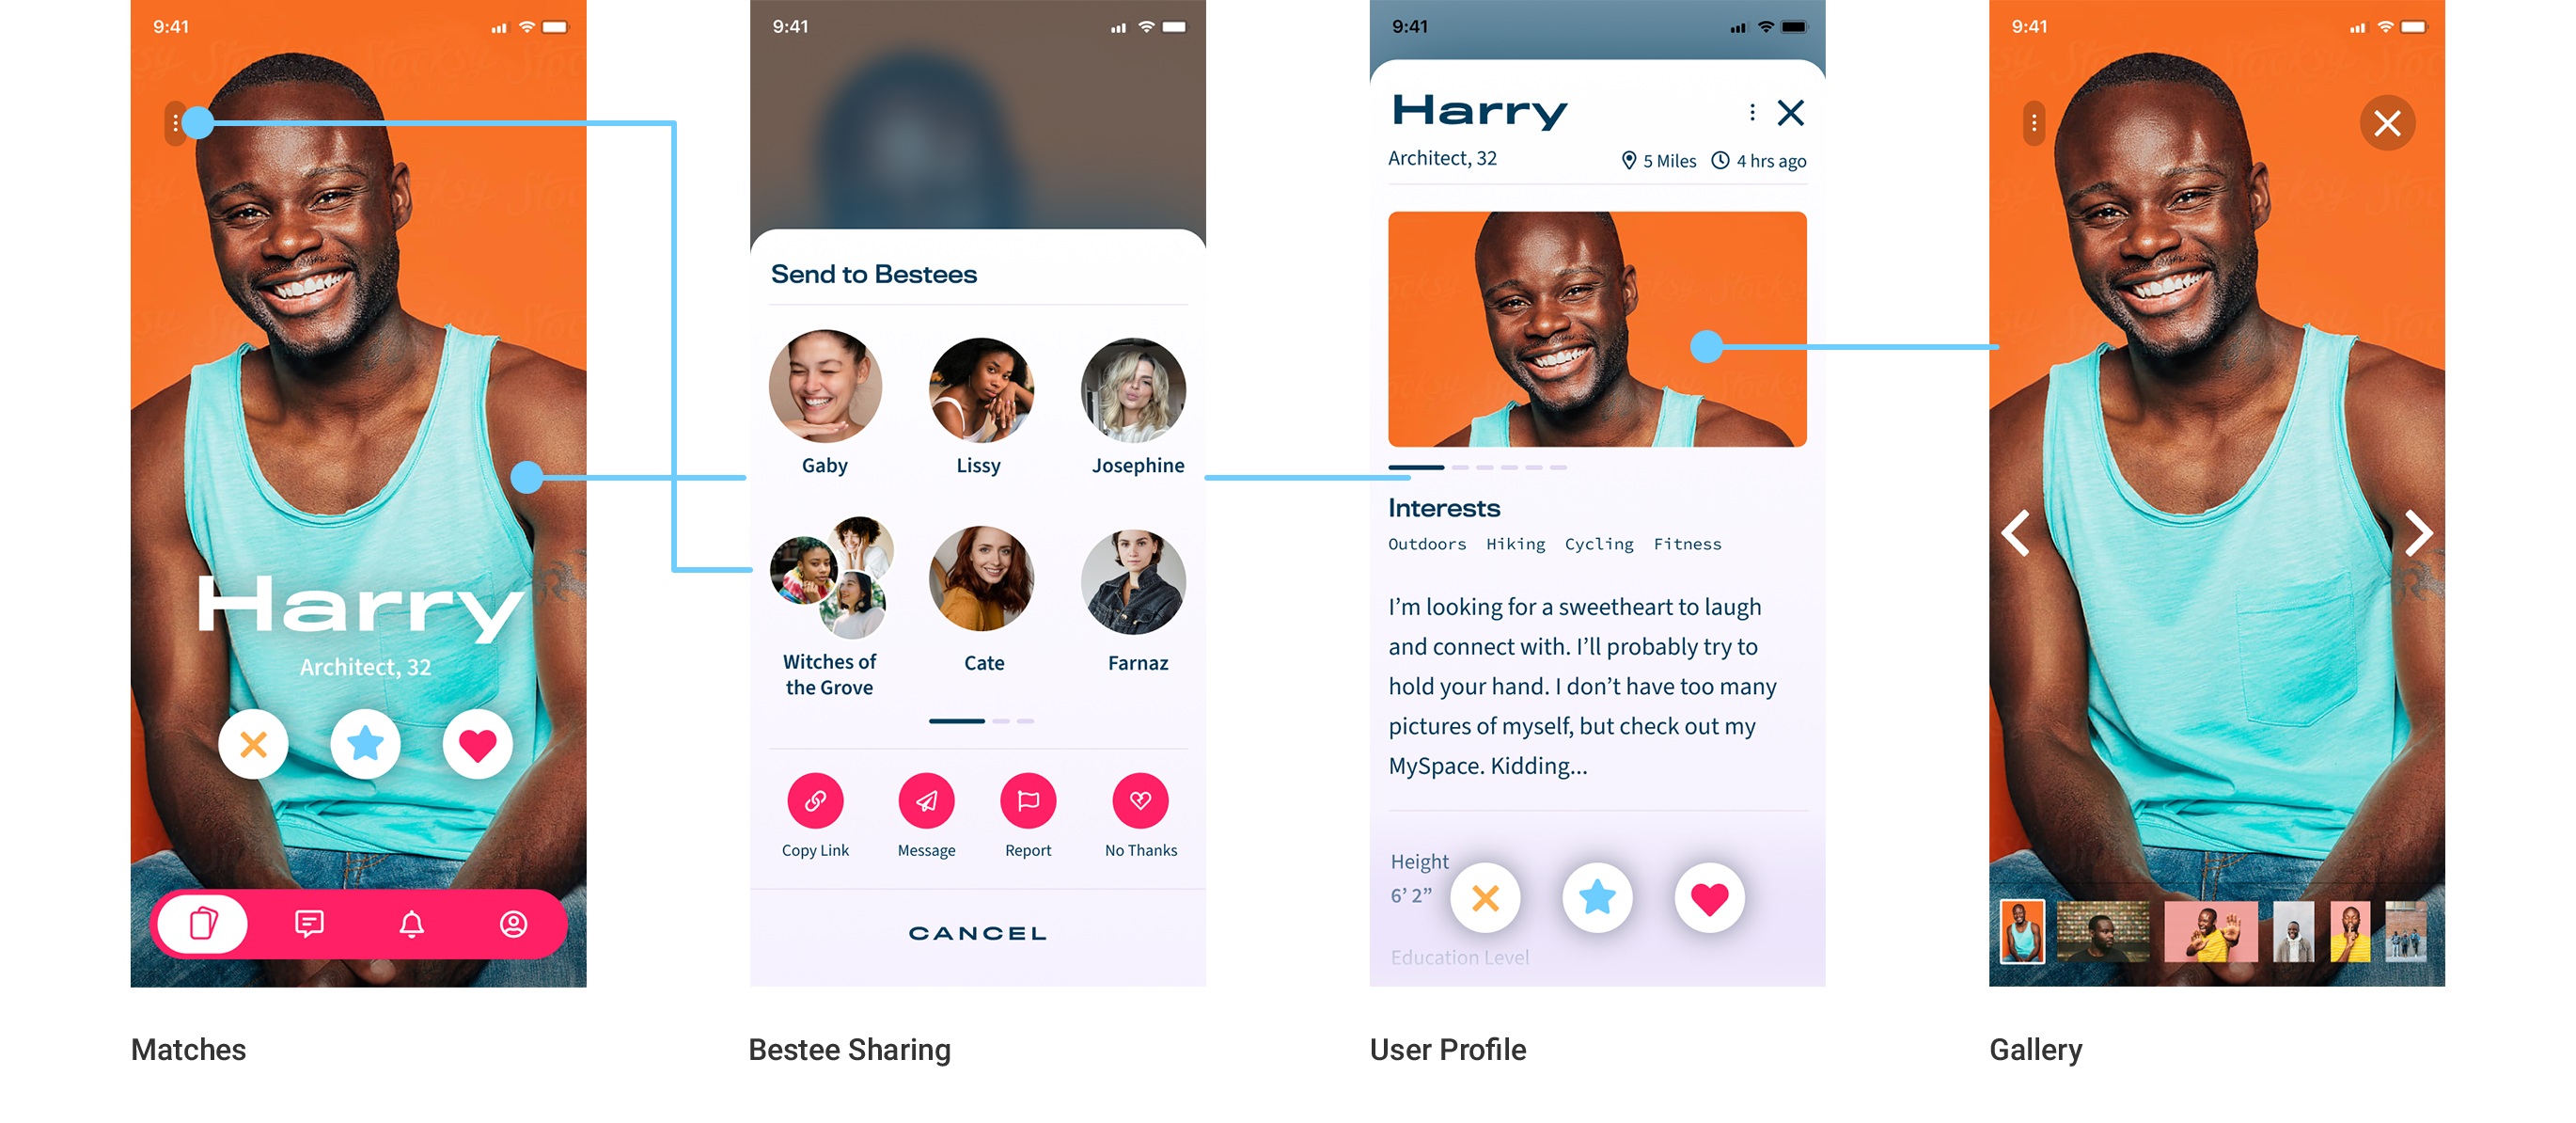 9:41
Harry
Architect, 32
Matches
9:41
Send to Bestees
Gaby
Lissy
Josephine
Witches of
the Grove
Cate
Farnaz
Copy Link
Message
Report
No Thanks
CANCEL
Bestee Sharing
9:41
Harry
Architect, 32
5 Miles
4 hrs ago
Interests
Outdoors Hiking Cycling Fitness
I’m looking for a sweetheart to laugh
and connect with. I’ll probably try to
hold your hand. I don’t have too many
pictures of myself, but check out my
MySpace. Kidding...
Height
6’ 2”
Education Level
User Profile
9:41
Gallery